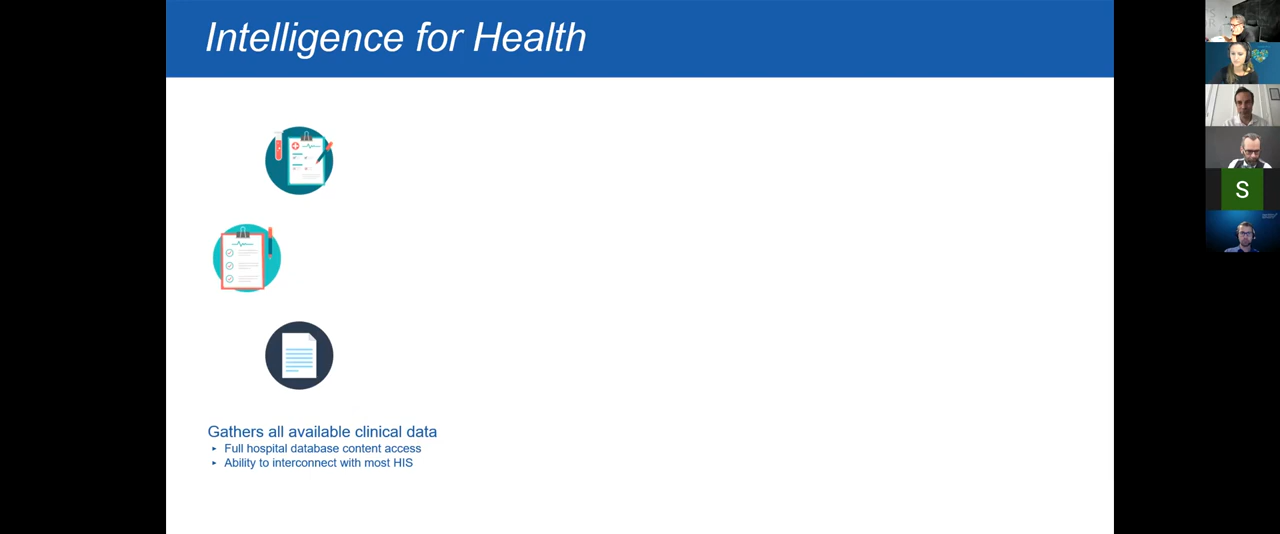 Intelligence for Health
Gathers all available clinical data
Full hospital database content access
Ability to interconnect with most HIS
S